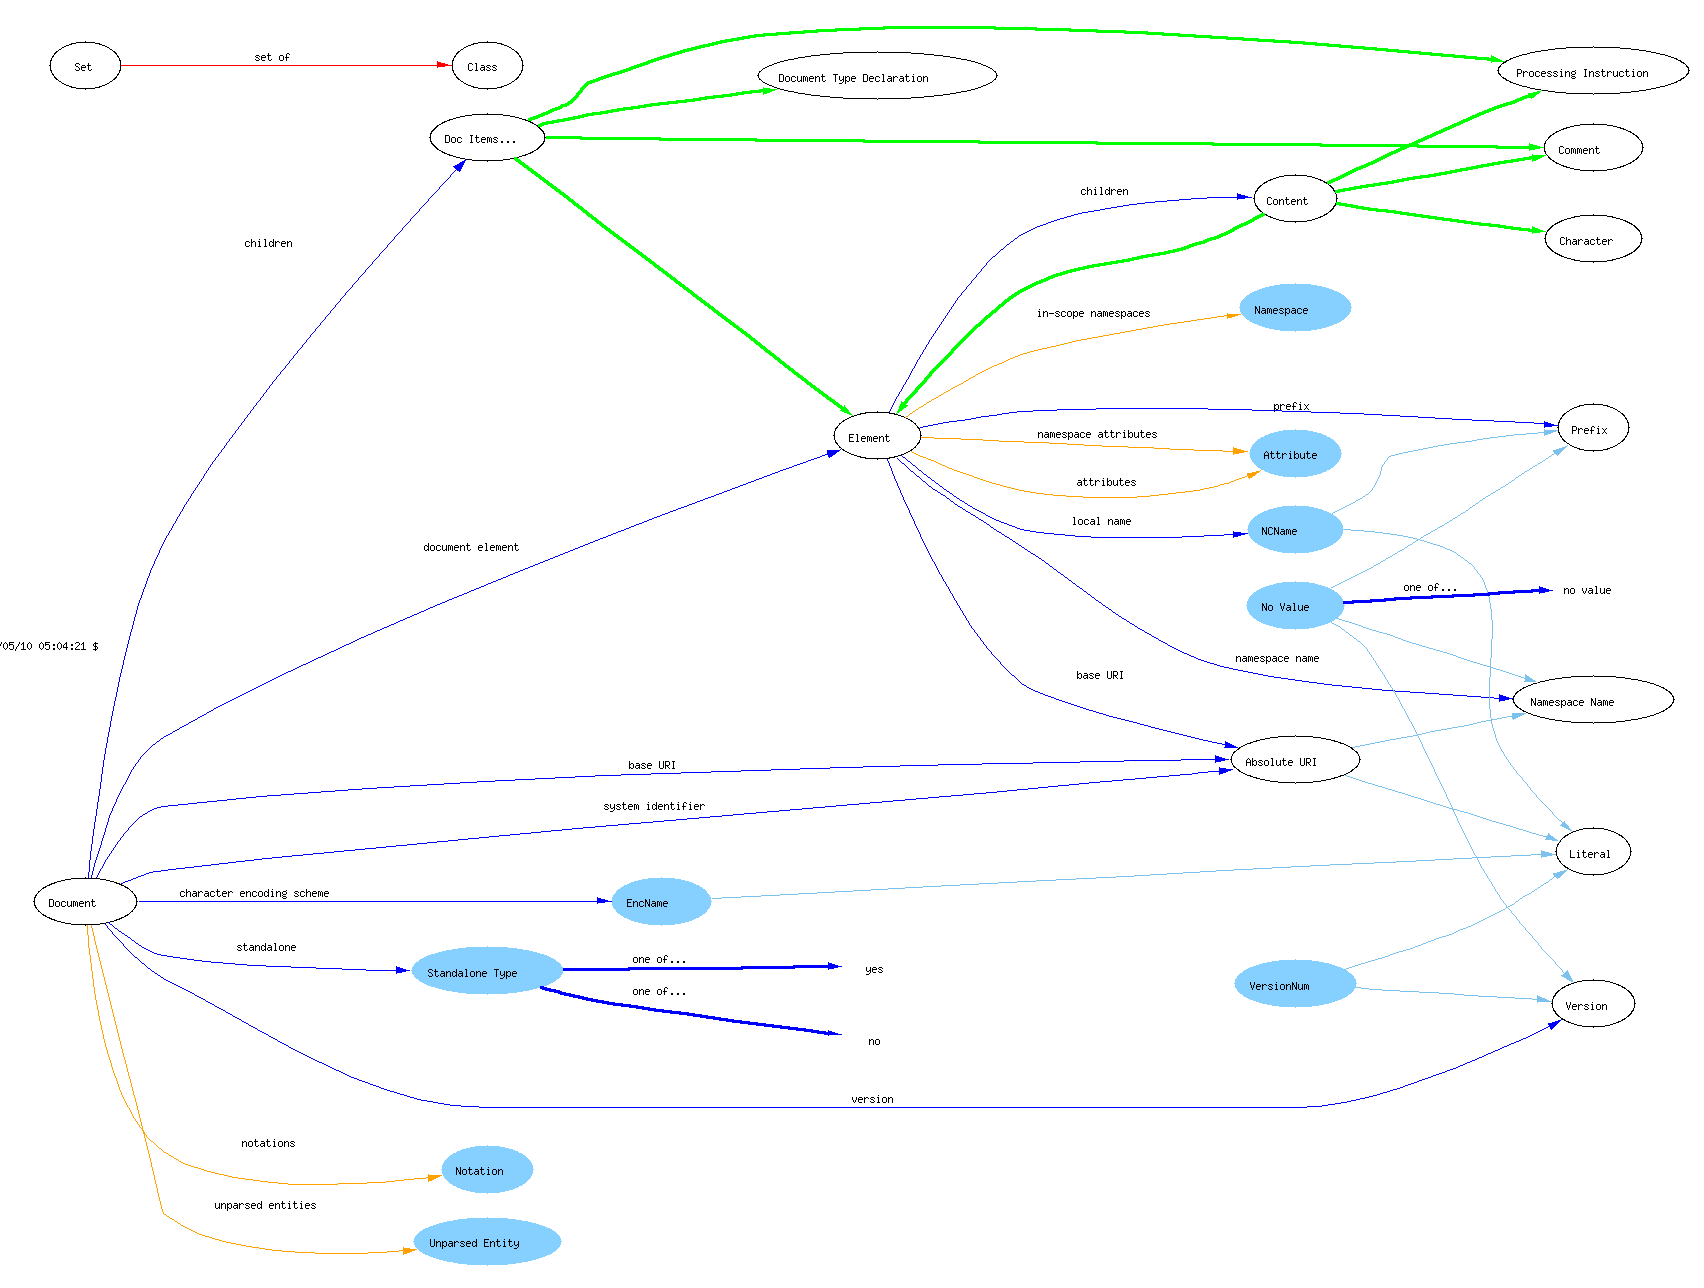 set of
Set
Class
Document Type Declaration
Processing Instruction
Doc Items...
Comment
children
Content
children
Character
in-scope namespaces
Namespace
prefix
Prefix
Element
namespace attributes
Attribute
attributes
local name
NCName
document element
one of...
no value
No Value
/05/10 05:04:21 $
namespace name
base URI
Namespace Name
base URI
Absolute URI
system identifier
Literal
character encoding scheme
Document
EncName
standalone
one of...
yes
Standalone Type
one of...
VersionNum
Version
no
version
notations
Notation
unparsed entities
Unparsed Entity